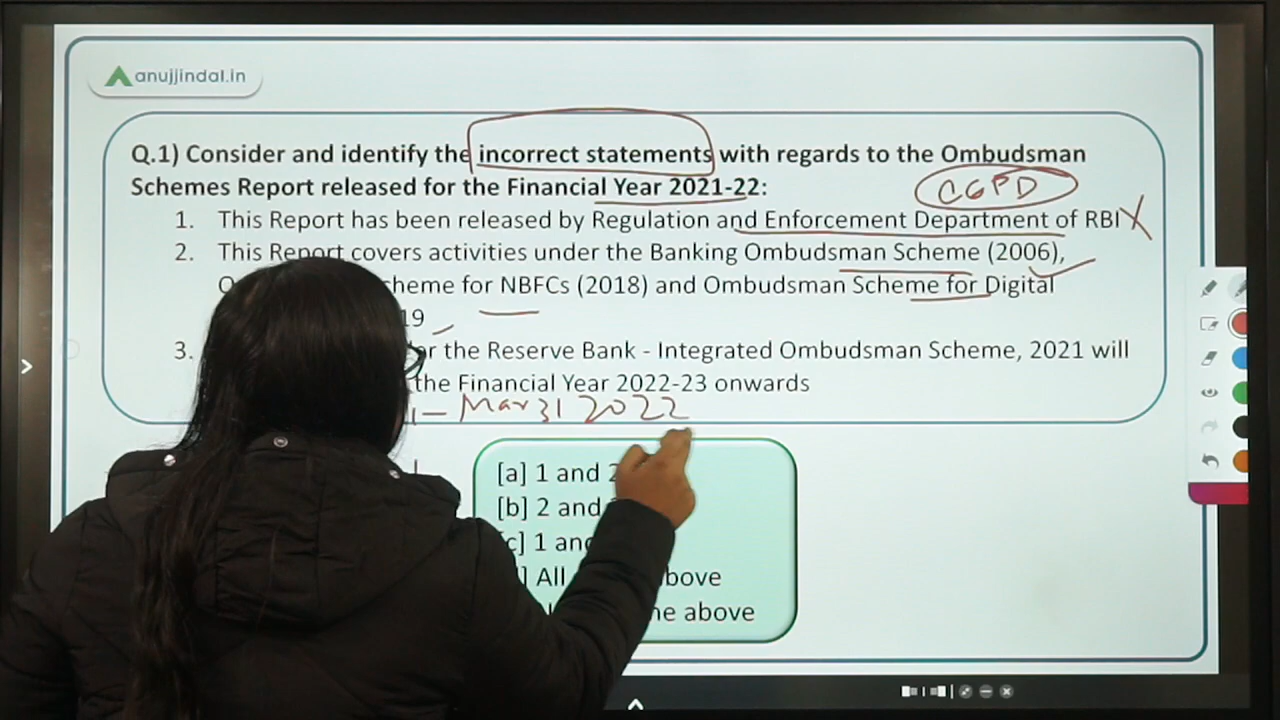 anujjindal.in
Q.1) Consider and identify the incorrect statements with regards to the Ombudsman
Schemes Report released for the Financial Year 2021-22:
CGPD
1. This Report has been released by Regulation and Enforcement Department of RBI X
2. This Report covers activities under the Banking Ombudsman Scheme (2006),
cheme for NBFCs (2018) and Ombudsman Scheme for Digital
19
3. the Reserve Bank - Integrated Ombudsman Scheme, 2021 will
the Financial Year 2022-23 onwards
1 - Mar 31 2022
[a] 1 and 2
[b] 2 and
[c] 1 and
All bove
ne above